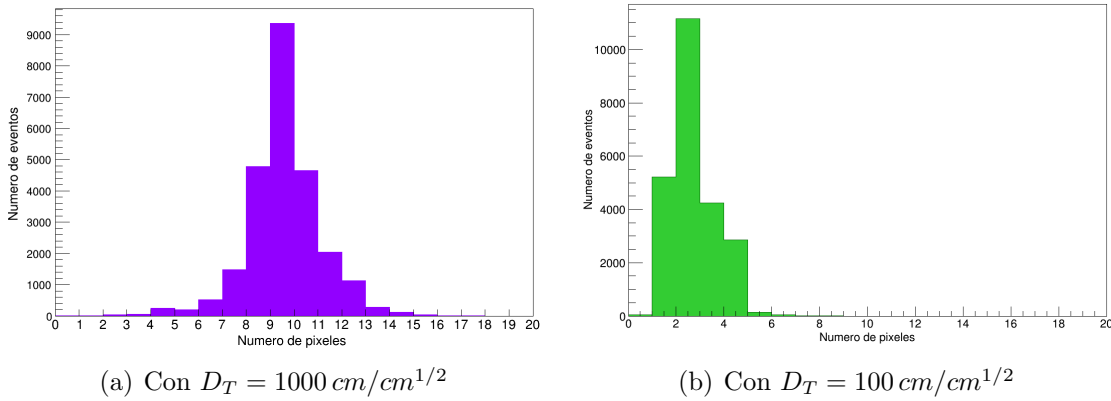 9000
8000
7000
6000
5000
4000
3000
2000
1000
0
Numero de eventos
0 1 2 3 4 5 6 7 8 9 10 11 12 13 14 15 16 17 18 19 20
Numero de pixeles
(a) Con D_T = 1000 cm/cm^{1/2}
10000
8000
6000
4000
2000
0
Numero de eventos
0 2 4 6 8 10 12 14 16 18 20
Numero de pixeles
(b) Con D_T = 100 cm/cm^{1/2}